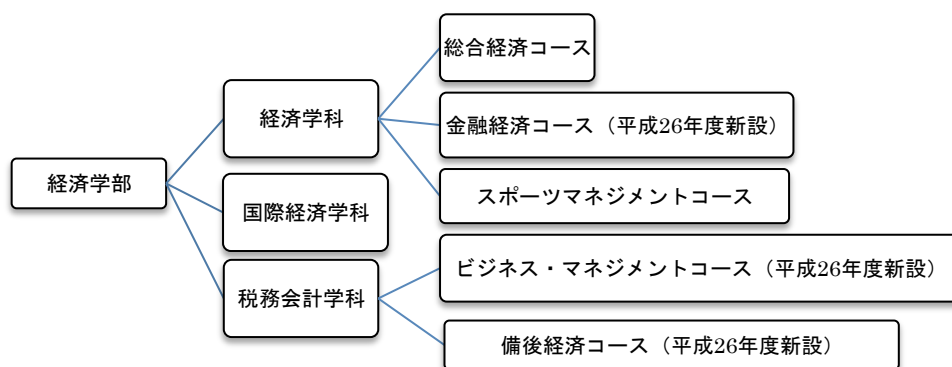 経済学部
経済学科
総合経済コース
金融経済コース（平成26年度新設）
スポーツマネジメントコース
国際経済学科
税務会計学科
ビジネス・マネジメントコース（平成26年度新設）
備後経済コース（平成26年度新設）